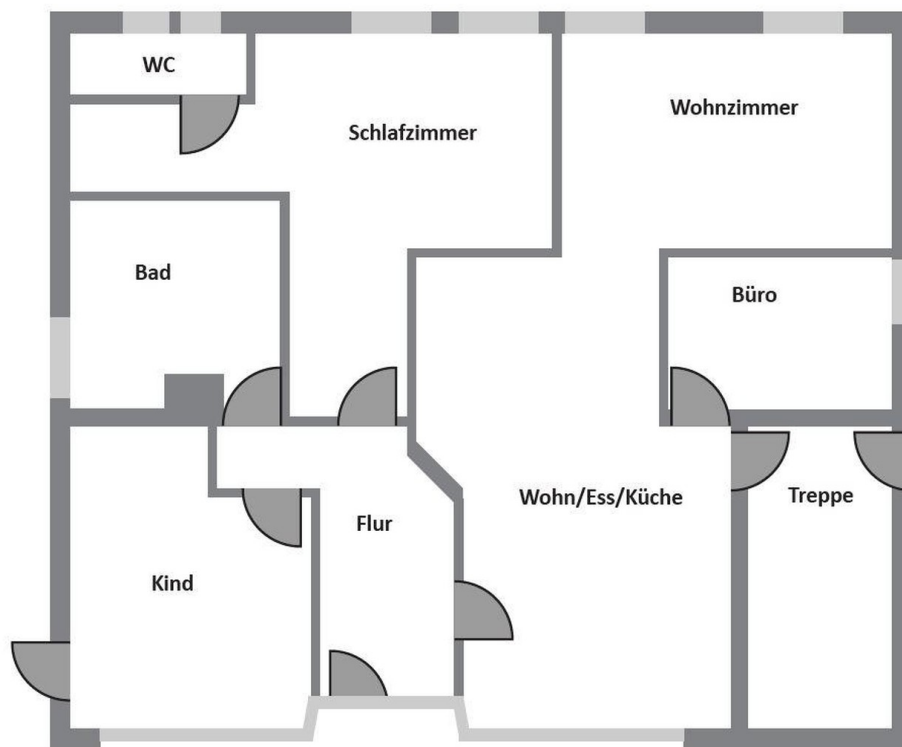 WC
Wohnzimmer
Schlafzimmer
Bad
Büro
Wohn/Ess/Küche
Treppe
Flur
Kind